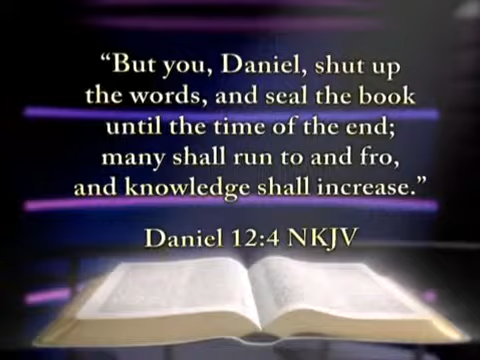 “But you, Daniel, shut up
the words, and seal the book
until the time of the end;
many shall run to and fro,
and knowledge shall increase.”
Daniel 12:4 NKJV